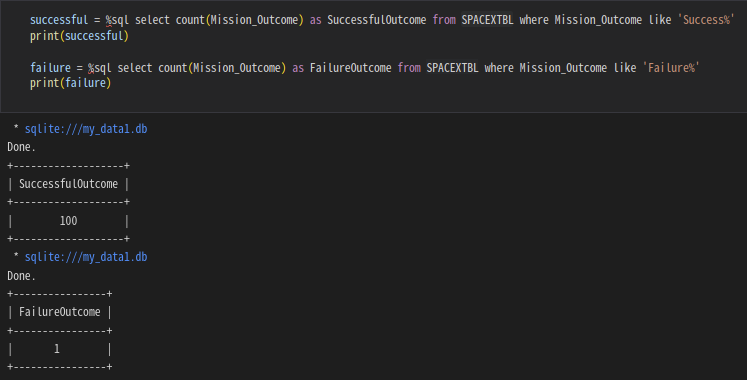 successful = %sql select count(Mission_Outcome) as SuccessfulOutcome from SPACEXTBL where Mission_Outcome like 'Success%'
print(successful)
failure = %sql select count(Mission_Outcome) as FailureOutcome from SPACEXTBL where Mission_Outcome like 'Failure%'
print(failure)
* sqlite:///my_data1.db
Done.
+-------------------+
| SuccessfulOutcome |
+-------------------+
|        100        |
+-------------------+
* sqlite:///my_data1.db
Done.
+----------------+
| FailureOutcome |
+----------------+
|       1        |
+----------------+